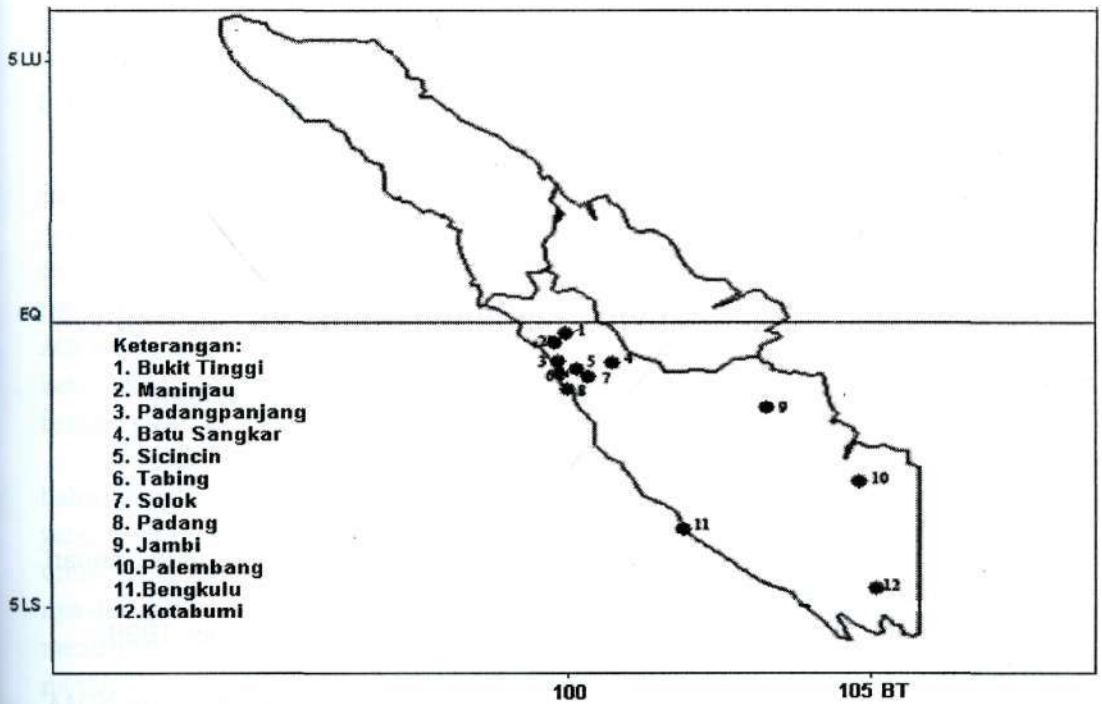 5 LU
EQ
Keterangan:
1. Bukit Tinggi
2. Maninjau
3. Padangpanjang
4. Batu Sangkar
5. Sicincin
6. Tabing
7. Solok
8. Padang
9. Jambi
10.Palembang
11.Bengkulu
12.Kotabumi
1
2
3
5
4
6
7
8
9
10
11
12
5 LS
100
105 BT